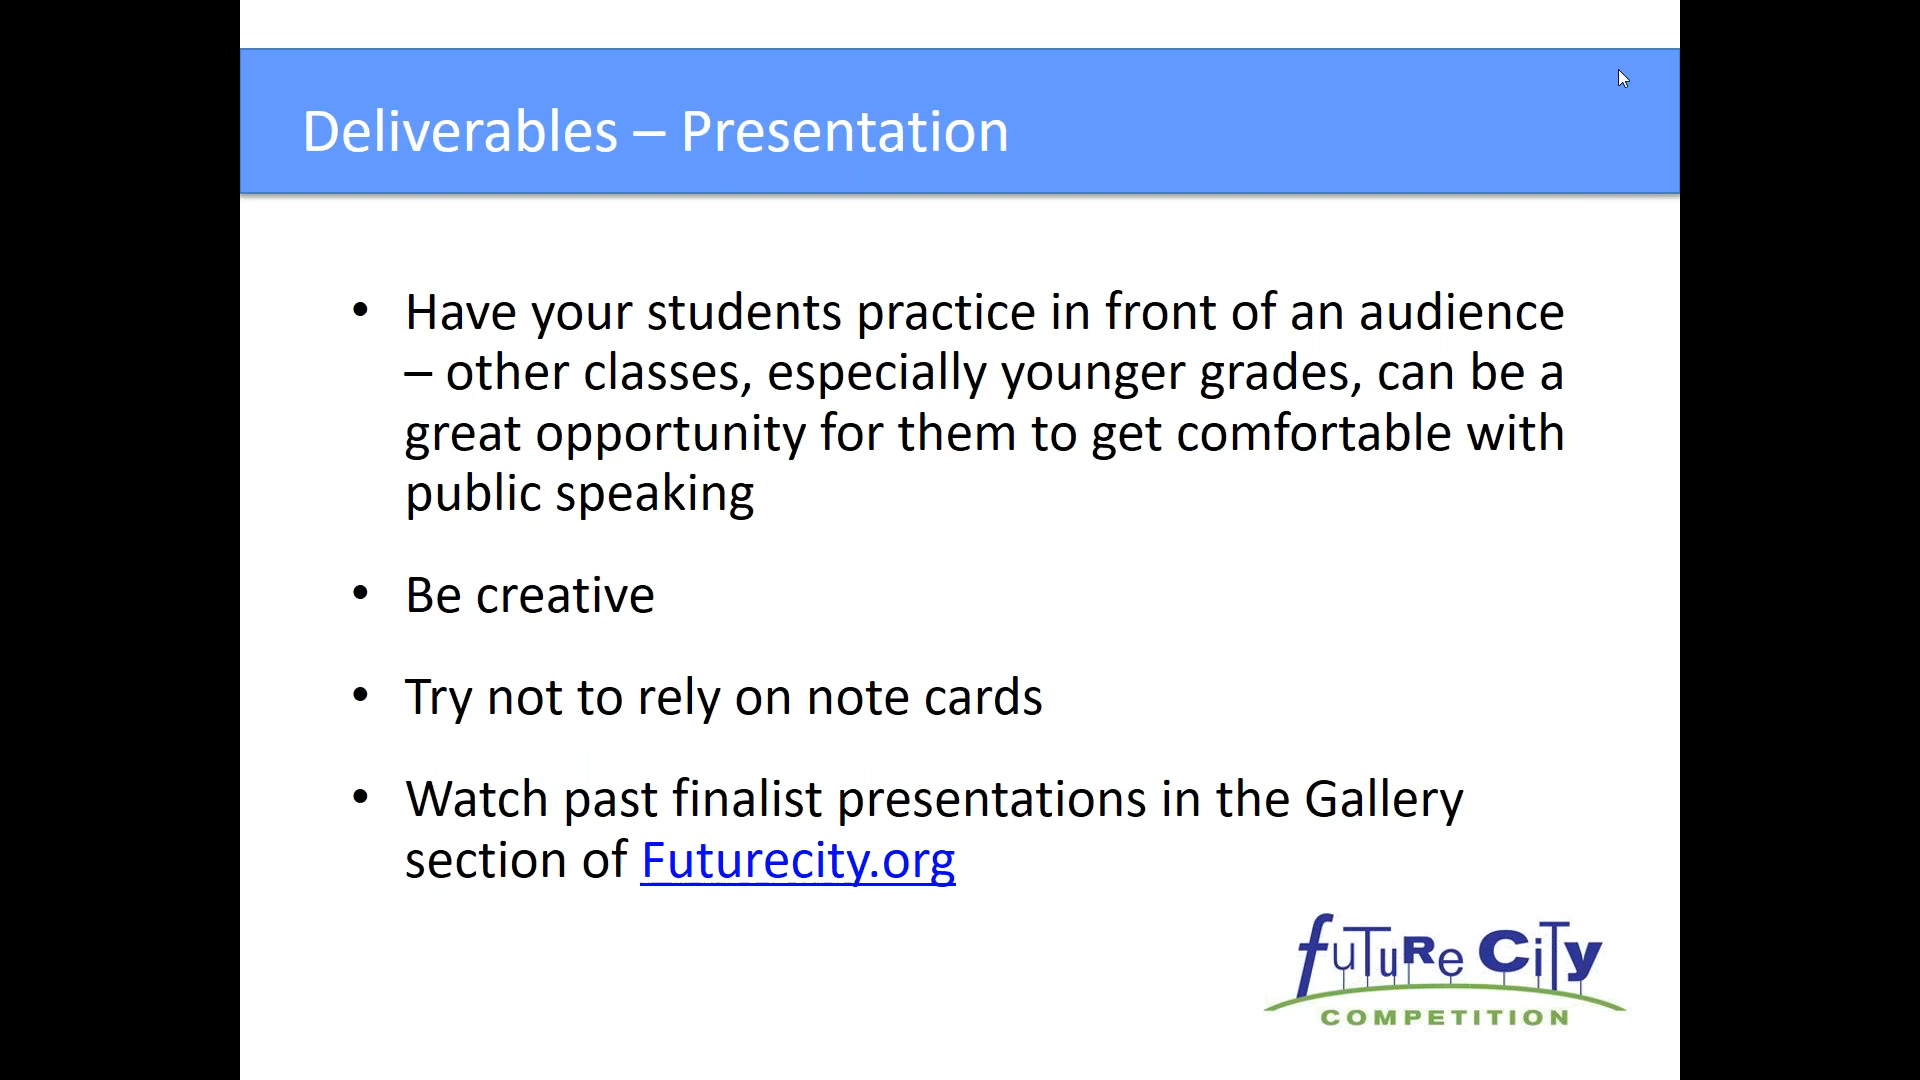 Deliverables – Presentation
• Have your students practice in front of an audience
– other classes, especially younger grades, can be a
great opportunity for them to get comfortable with
public speaking
• Be creative
• Try not to rely on note cards
• Watch past finalist presentations in the Gallery
section of Futurecity.org
fuTuRe CiTy
COMPETITION